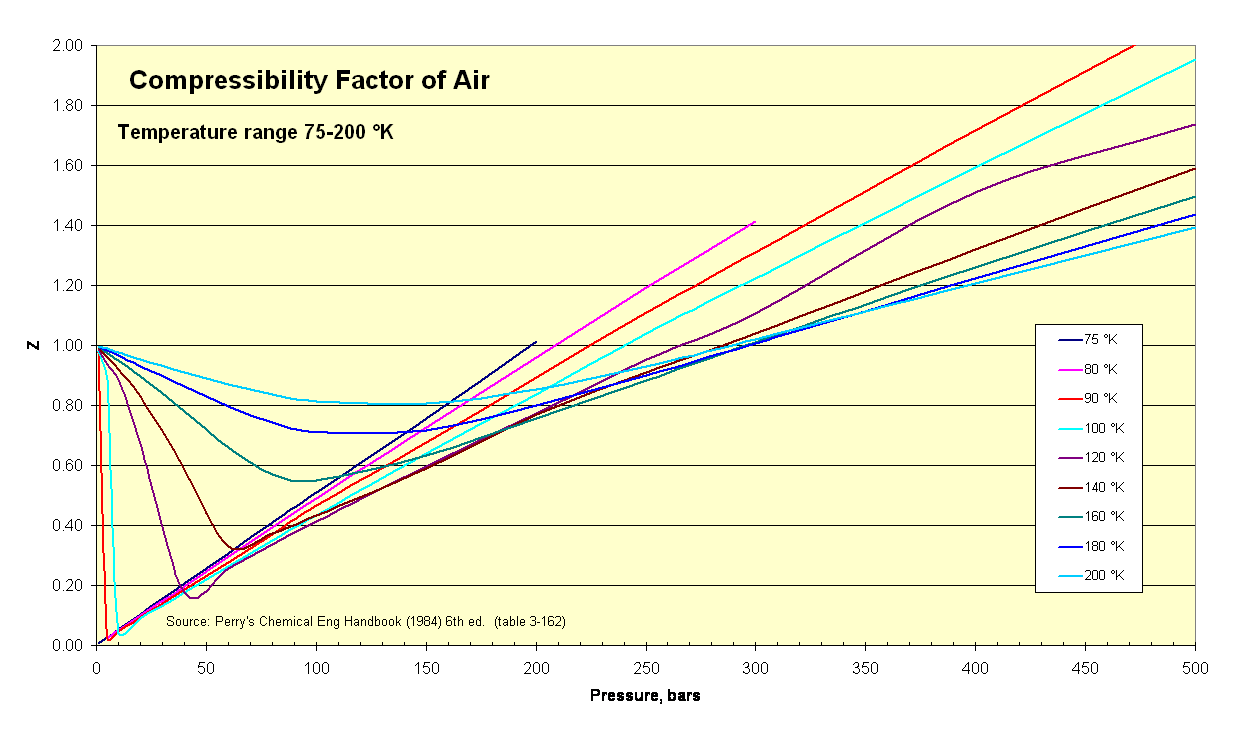 Compressibility Factor of Air
Temperature range 75-200 °K
2.00
1.80
1.60
1.40
1.20
1.00
0.80
0.60
0.40
0.20
0.00
Z
75 °K
80 °K
90 °K
100 °K
120 °K
140 °K
160 °K
180 °K
200 °K
Source: Perry's Chemical Eng Handbook (1984) 6th ed. (table 3-162)
0 50 100 150 200 250 300 350 400 450 500
Pressure, bars